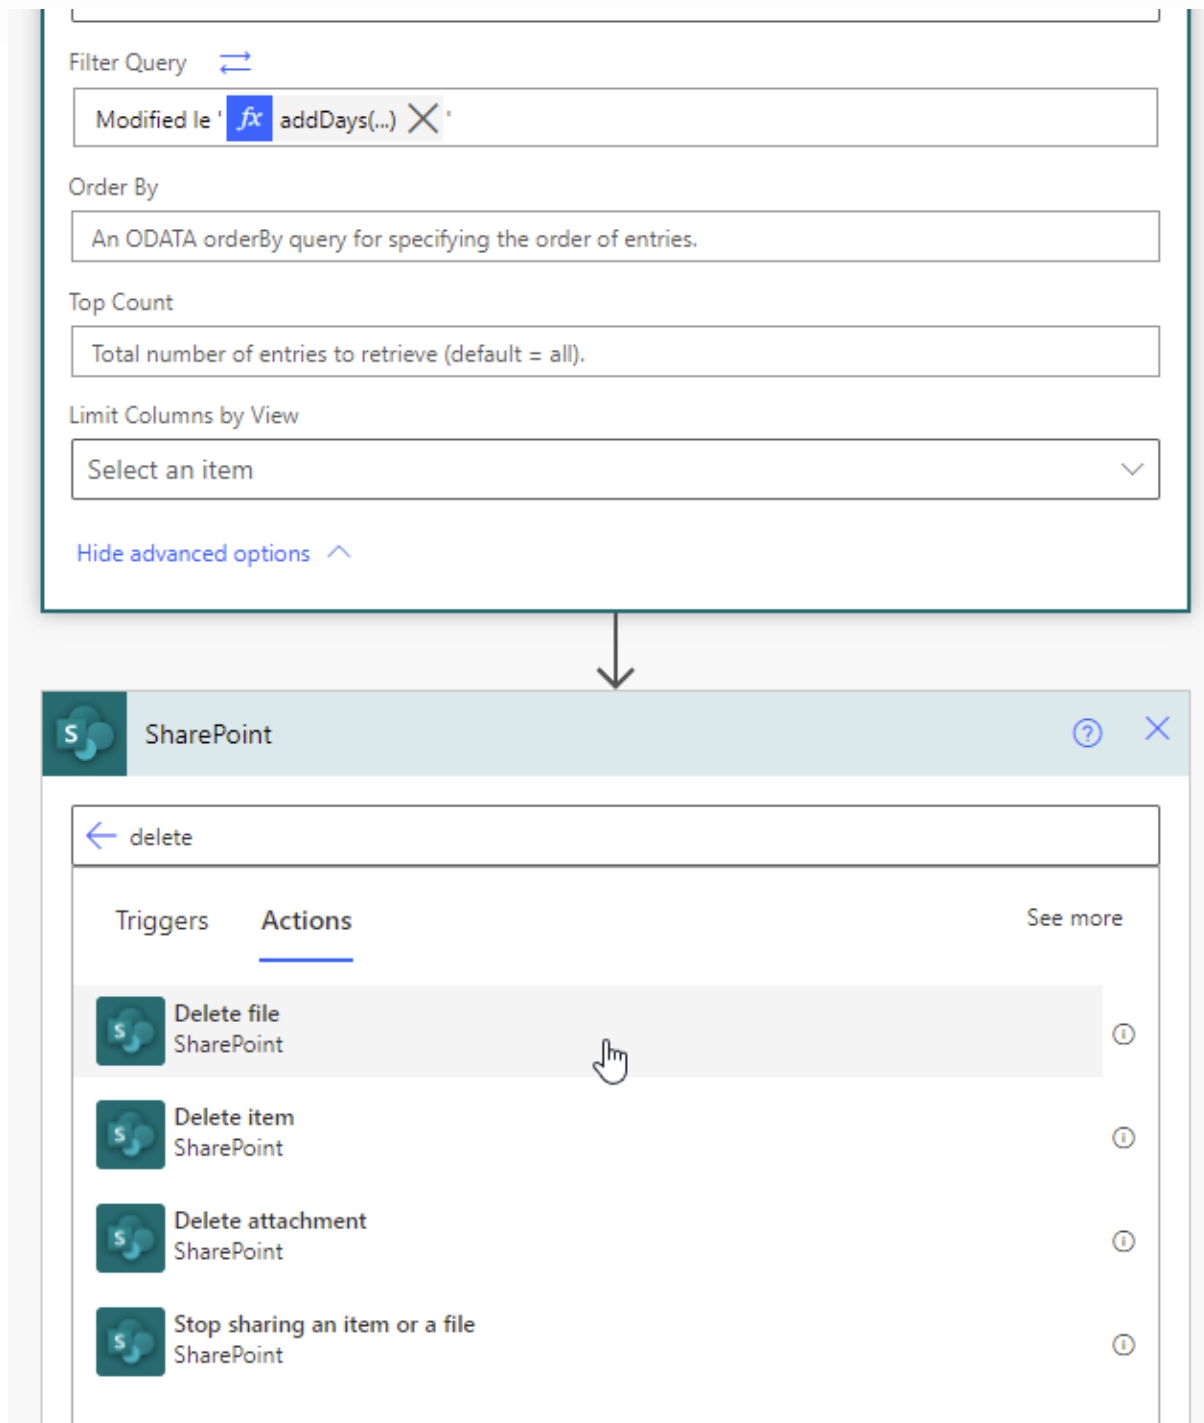 Filter Query
Modified le ' fx addDays(...) '
Order By
An ODATA orderBy query for specifying the order of entries.
Top Count
Total number of entries to retrieve (default = all).
Limit Columns by View
Select an item
Hide advanced options
SharePoint
delete
Triggers Actions See more
Delete file
SharePoint
Delete item
SharePoint
Delete attachment
SharePoint
Stop sharing an item or a file
SharePoint